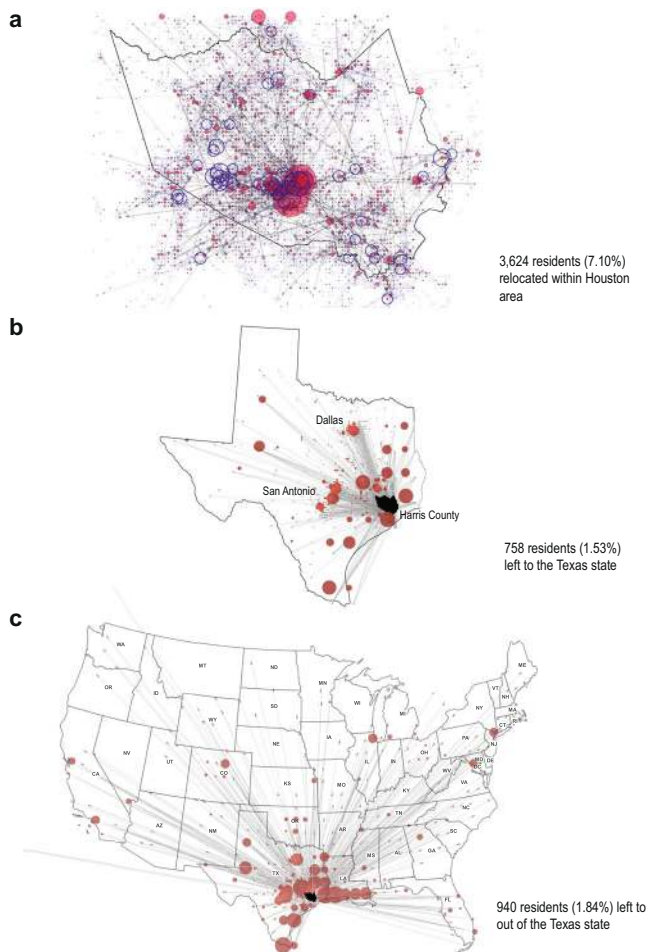 a
3,624 residents (7.10%)
relocated within Houston
area
b
Dallas
San Antonio
Harris County
758 residents (1.53%)
left to the Texas state
c
WA
MT
ND
MN
ME
OR
ID
SD
WI
MI
VT
NH
NY
MA
CT
RI
WY
NE
IA
PA
NJ
NV
UT
CO
IL
IN
OH
MD
DE
DC
WV
VA
CA
KS
MO
KY
NC
TN
AZ
NM
OK
AR
SC
MS
AL
GA
TX
LA
FL
940 residents (1.84%) left to
out of the Texas state